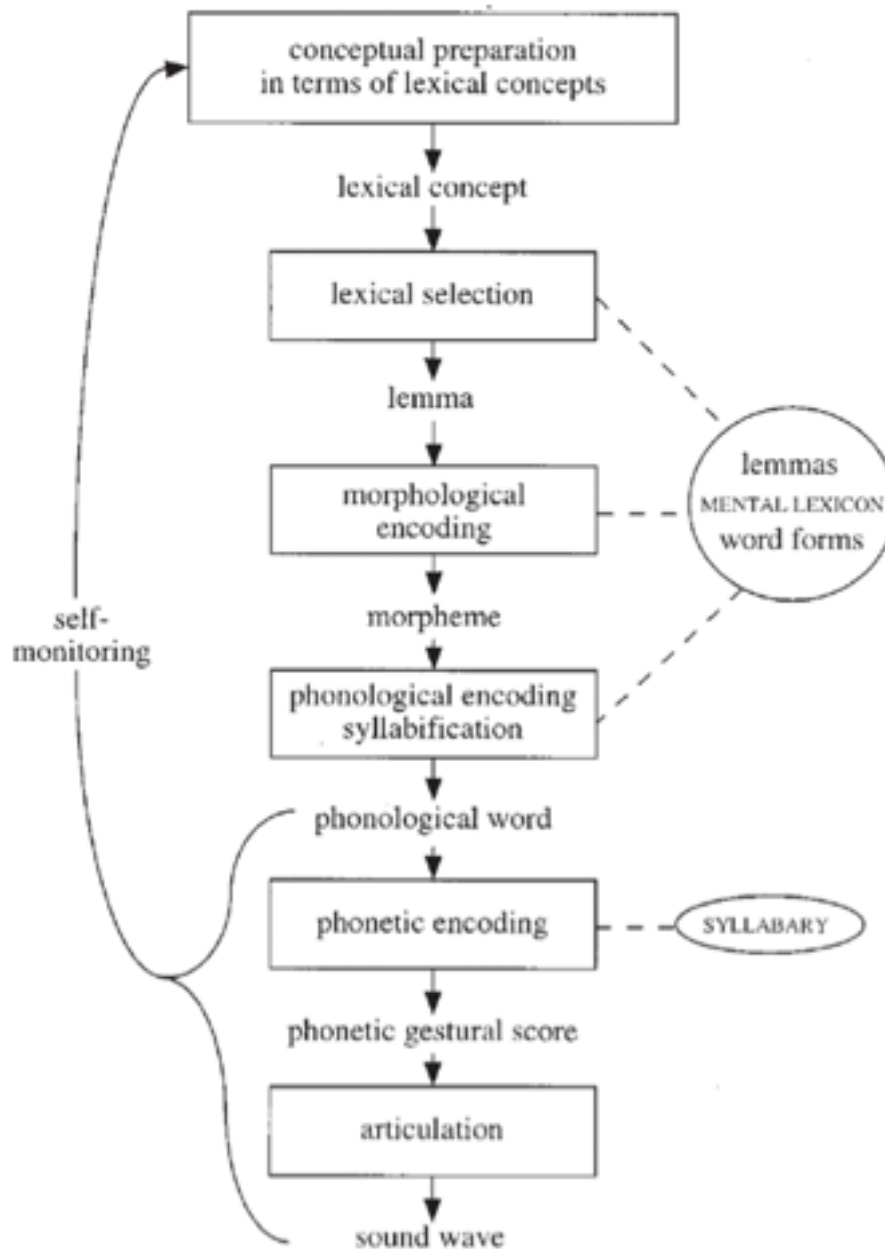 conceptual preparation
in terms of lexical concepts
lexical concept
lexical selection
lemma
lemmas
MENTAL LEXICON
word forms
morphological
encoding
morpheme
self-
monitoring
phonological encoding
syllabification
phonological word
phonetic encoding
SYLLABARY
phonetic gestural score
articulation
sound wave